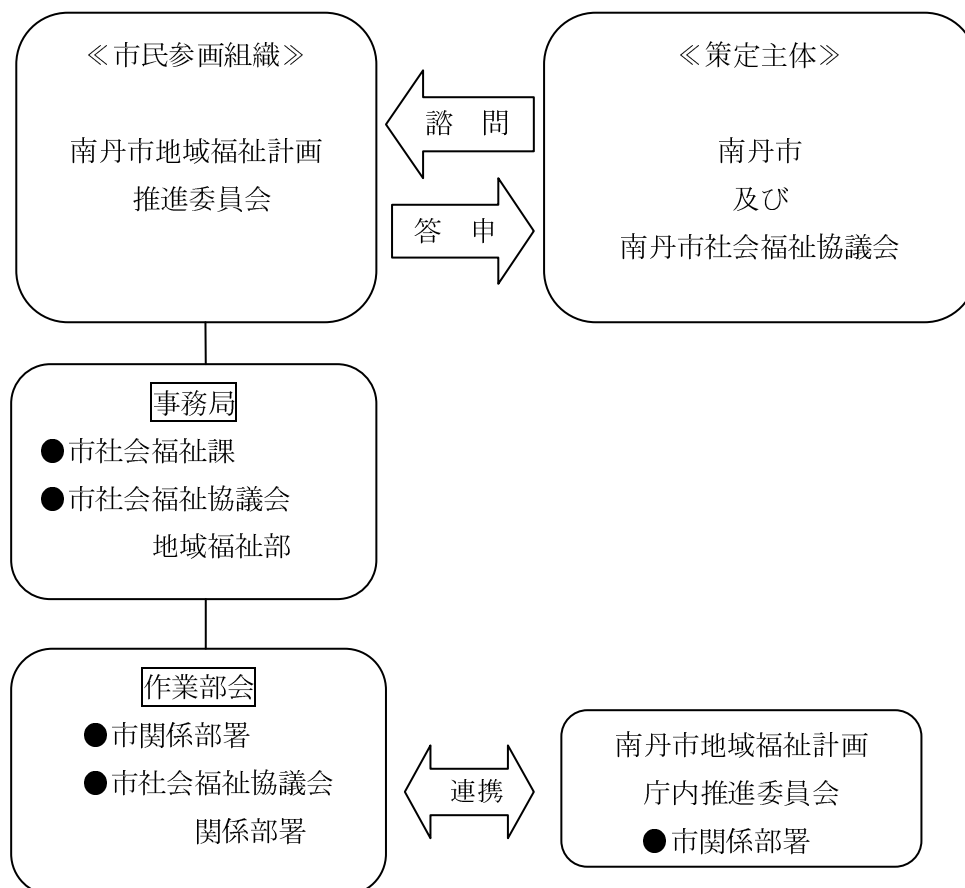 ≪市民参画組織≫
南丹市地域福祉計画
推進委員会
諮　問
答　申
≪策定主体≫
南丹市
及び
南丹市社会福祉協議会
事務局
●市社会福祉課
●市社会福祉協議会
地域福祉部
作業部会
●市関係部署
●市社会福祉協議会
関係部署
連携
南丹市地域福祉計画
庁内推進委員会
●市関係部署